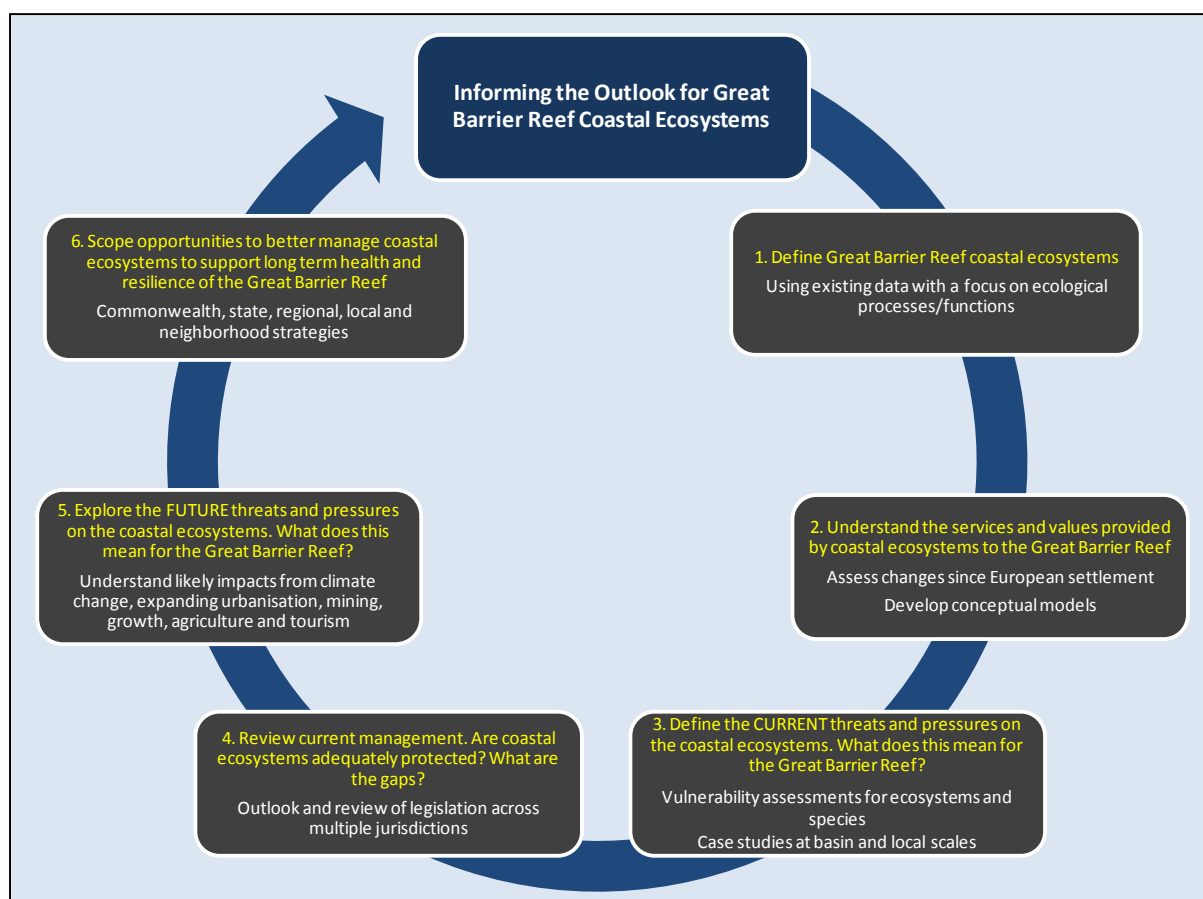 Informing the Outlook for Great
Barrier Reef Coastal Ecosystems
1. Define Great Barrier Reef coastal ecosystems
Using existing data with a focus on ecological
processes/functions
2. Understand the services and values provided
by coastal ecosystems to the Great Barrier Reef
Assess changes since European settlement
Develop conceptual models
3. Define the CURRENT threats and pressures on
the coastal ecosystems. What does this mean for
the Great Barrier Reef?
Vulnerability assessments for ecosystems and
species
Case studies at basin and local scales
4. Review current management. Are coastal
ecosystems adequately protected? What are
the gaps?
Outlook and review of legislation across
multiple jurisdictions
5. Explore the FUTURE threats and pressures
on the coastal ecosystems. What does this
mean for the Great Barrier Reef?
Understand likely impacts from climate
change, expanding urbanisation, mining,
growth, agriculture and tourism
6. Scope opportunities to better manage coastal
ecosystems to support long term health and
resilience of the Great Barrier Reef
Commonwealth, state, regional, local and
neighborhood strategies